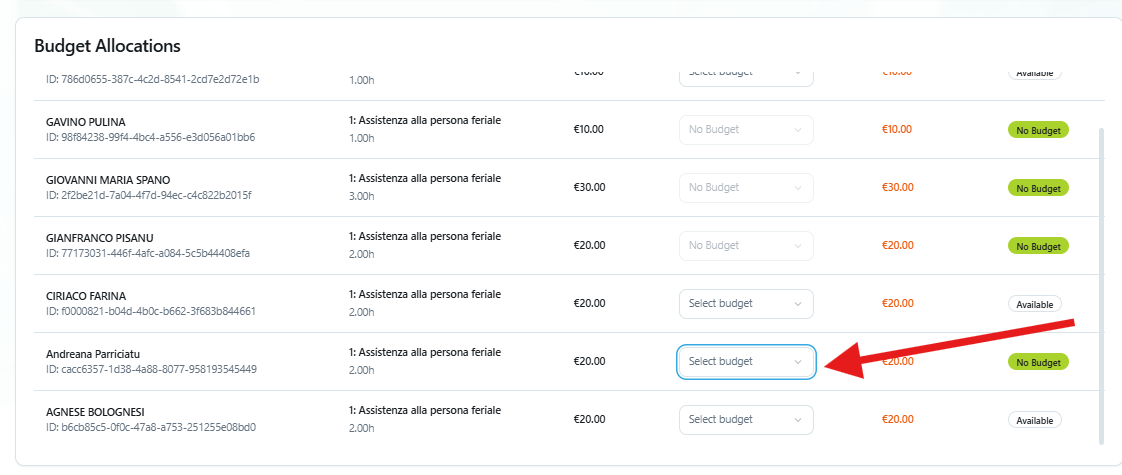 Budget Allocations
ID: 786d0655-387c-4c2d-8541-2cd7e2d72e1b 1.00h €10.00 Select budget €10.00 Available
GAVINO PULINA 1: Assistenza alla persona feriale
ID: 98f84238-99f4-4bc4-a556-e3d056a01bb6 1.00h €10.00 No Budget €10.00 No Budget
GIOVANNI MARIA SPANO 1: Assistenza alla persona feriale
ID: 2f2be21d-7a04-4f7d-94ec-c4c822b2015f 3.00h €30.00 No Budget €30.00 No Budget
GIANFRANCO PISANU 1: Assistenza alla persona feriale
ID: 77173031-446f-4afc-a084-5c5b44408efa 2.00h €20.00 No Budget €20.00 No Budget
CIRIACO FARINA 1: Assistenza alla persona feriale
ID: f0000821-b04d-4b0c-b662-3f683b844661 2.00h €20.00 Select budget €20.00 Available
Andreana Parriciatu 1: Assistenza alla persona feriale
ID: cacc6357-1d38-4a88-8077-958193545449 2.00h €20.00 Select budget €20.00 No Budget
AGNESE BOLOGNESI 1: Assistenza alla persona feriale
ID: b6cb85c5-0f0c-47a8-a753-251255e08bd0 2.00h €20.00 Select budget €20.00 Available